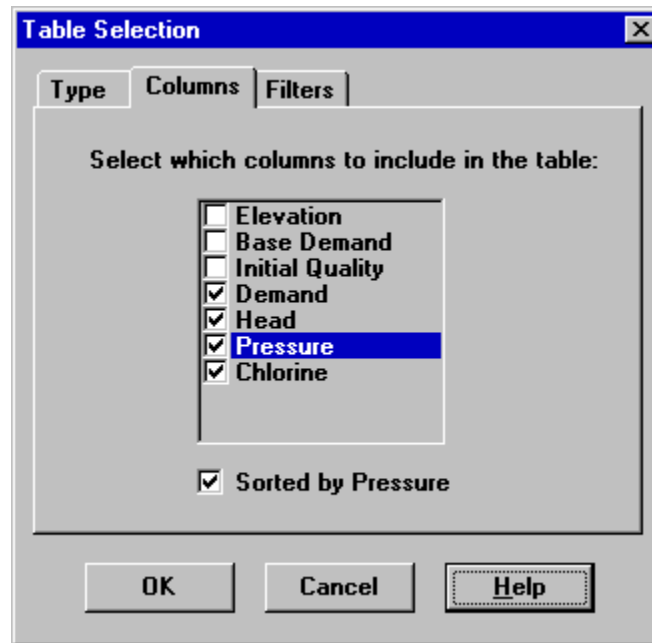 Table Selection
Type Columns Filters
Select which columns to include in the table:
Elevation
Base Demand
Initial Quality
Demand
Head
Pressure
Chlorine
Sorted by Pressure
OK Cancel Help